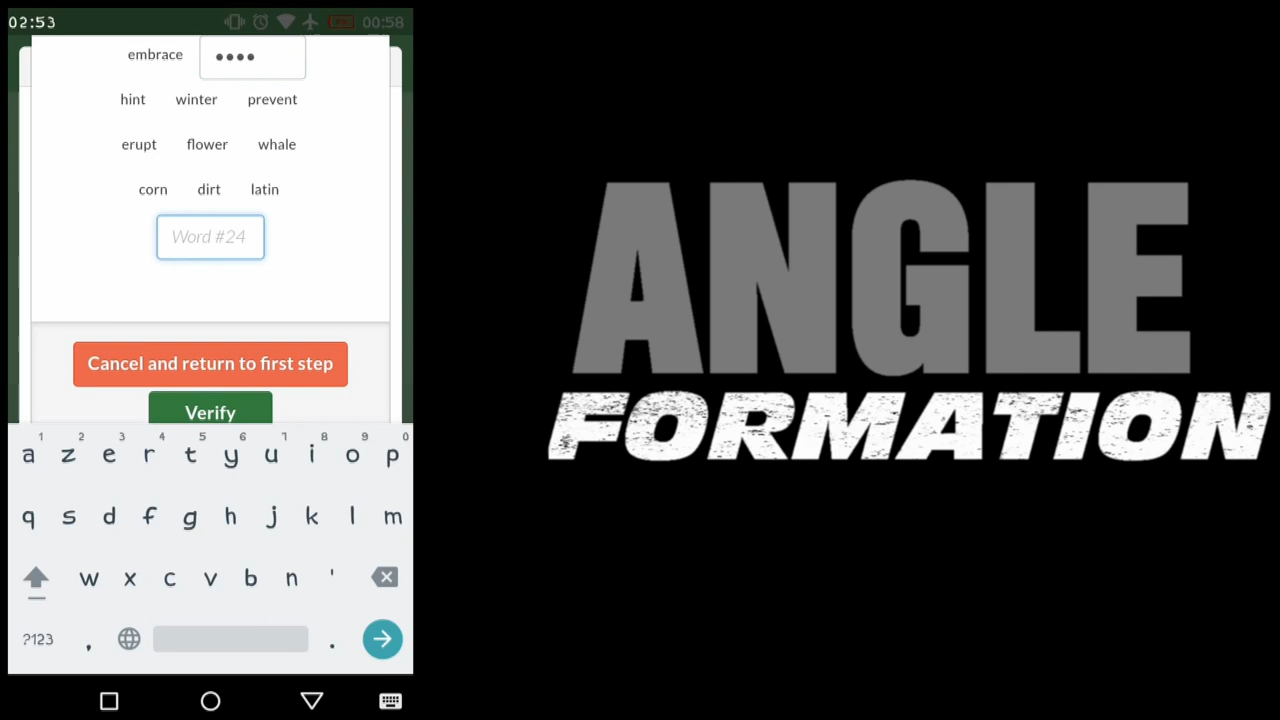 02:53 00:58
embrace ••••
hint winter prevent
erupt flower whale
corn dirt latin
Word #24
Cancel and return to first step
Verify
1 2 3 4 5 6 7 8 9 0
a z e r t y u i o p
q s d f g h j k l m
w x c v b n '
?123 , .
ANGLE
FORMATION